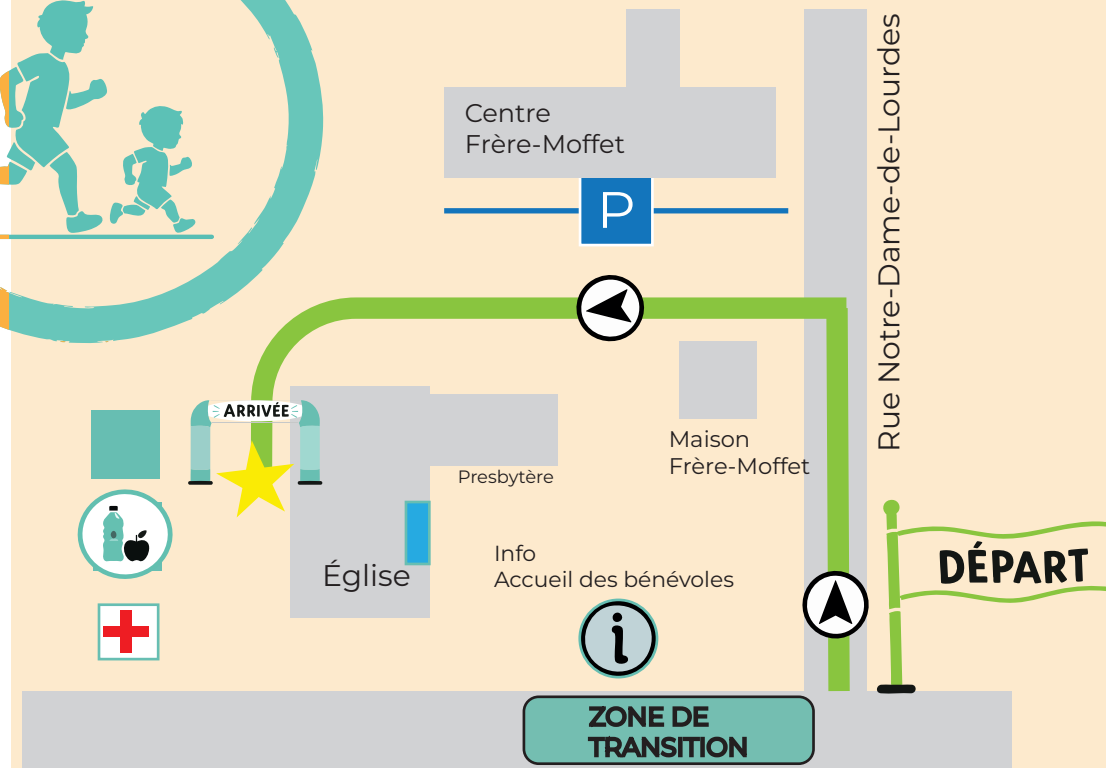 Centre
Frère-Moffet
P
Rue Notre-Dame-de-Lourdes
ARRIVÉE
Maison
Frère-Moffet
Presbytère
Église
Info
Accueil des bénévoles
i
DÉPART
ZONE DE
TRANSITION